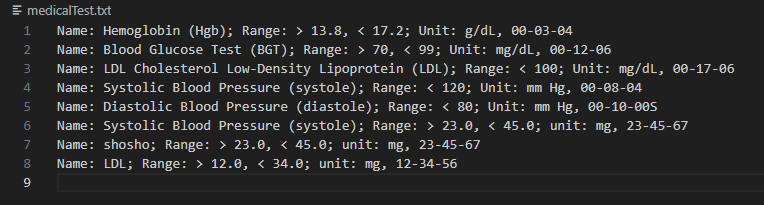 medicalTest.txt
1 Name: Hemoglobin (Hgb); Range: > 13.8, < 17.2; Unit: g/dL, 00-03-04
2 Name: Blood Glucose Test (BGT); Range: > 70, < 99; Unit: mg/dL, 00-12-06
3 Name: LDL Cholesterol Low-Density Lipoprotein (LDL); Range: < 100; Unit: mg/dL, 00-17-06
4 Name: Systolic Blood Pressure (systole); Range: < 120; Unit: mm Hg, 00-08-04
5 Name: Diastolic Blood Pressure (diastole); Range: < 80; Unit: mm Hg, 00-10-00S
6 Name: Systolic Blood Pressure (systole); Range: > 23.0, < 45.0; unit: mg, 23-45-67
7 Name: shosho; Range: > 23.0, < 45.0; unit: mg, 23-45-67
8 Name: LDL; Range: > 12.0, < 34.0; unit: mg, 12-34-56
9